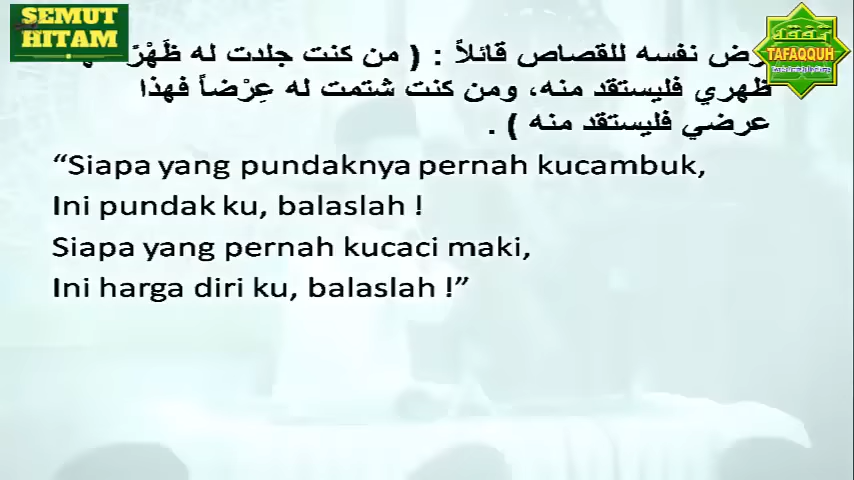 SEMUT
HITAM
TAFAQQUH
رض نفسه للقصاص قائلاً : ( من كنت جلدت له ظَهْرً
ظهري فليستقد منه، ومن كنت شتمت له عِرْضاً فهذا
عرضي فليستقد منه ) .
“Siapa yang pundaknya pernah kucambuk,
Ini pundak ku, balaslah !
Siapa yang pernah kucaci maki,
Ini harga diri ku, balaslah !”